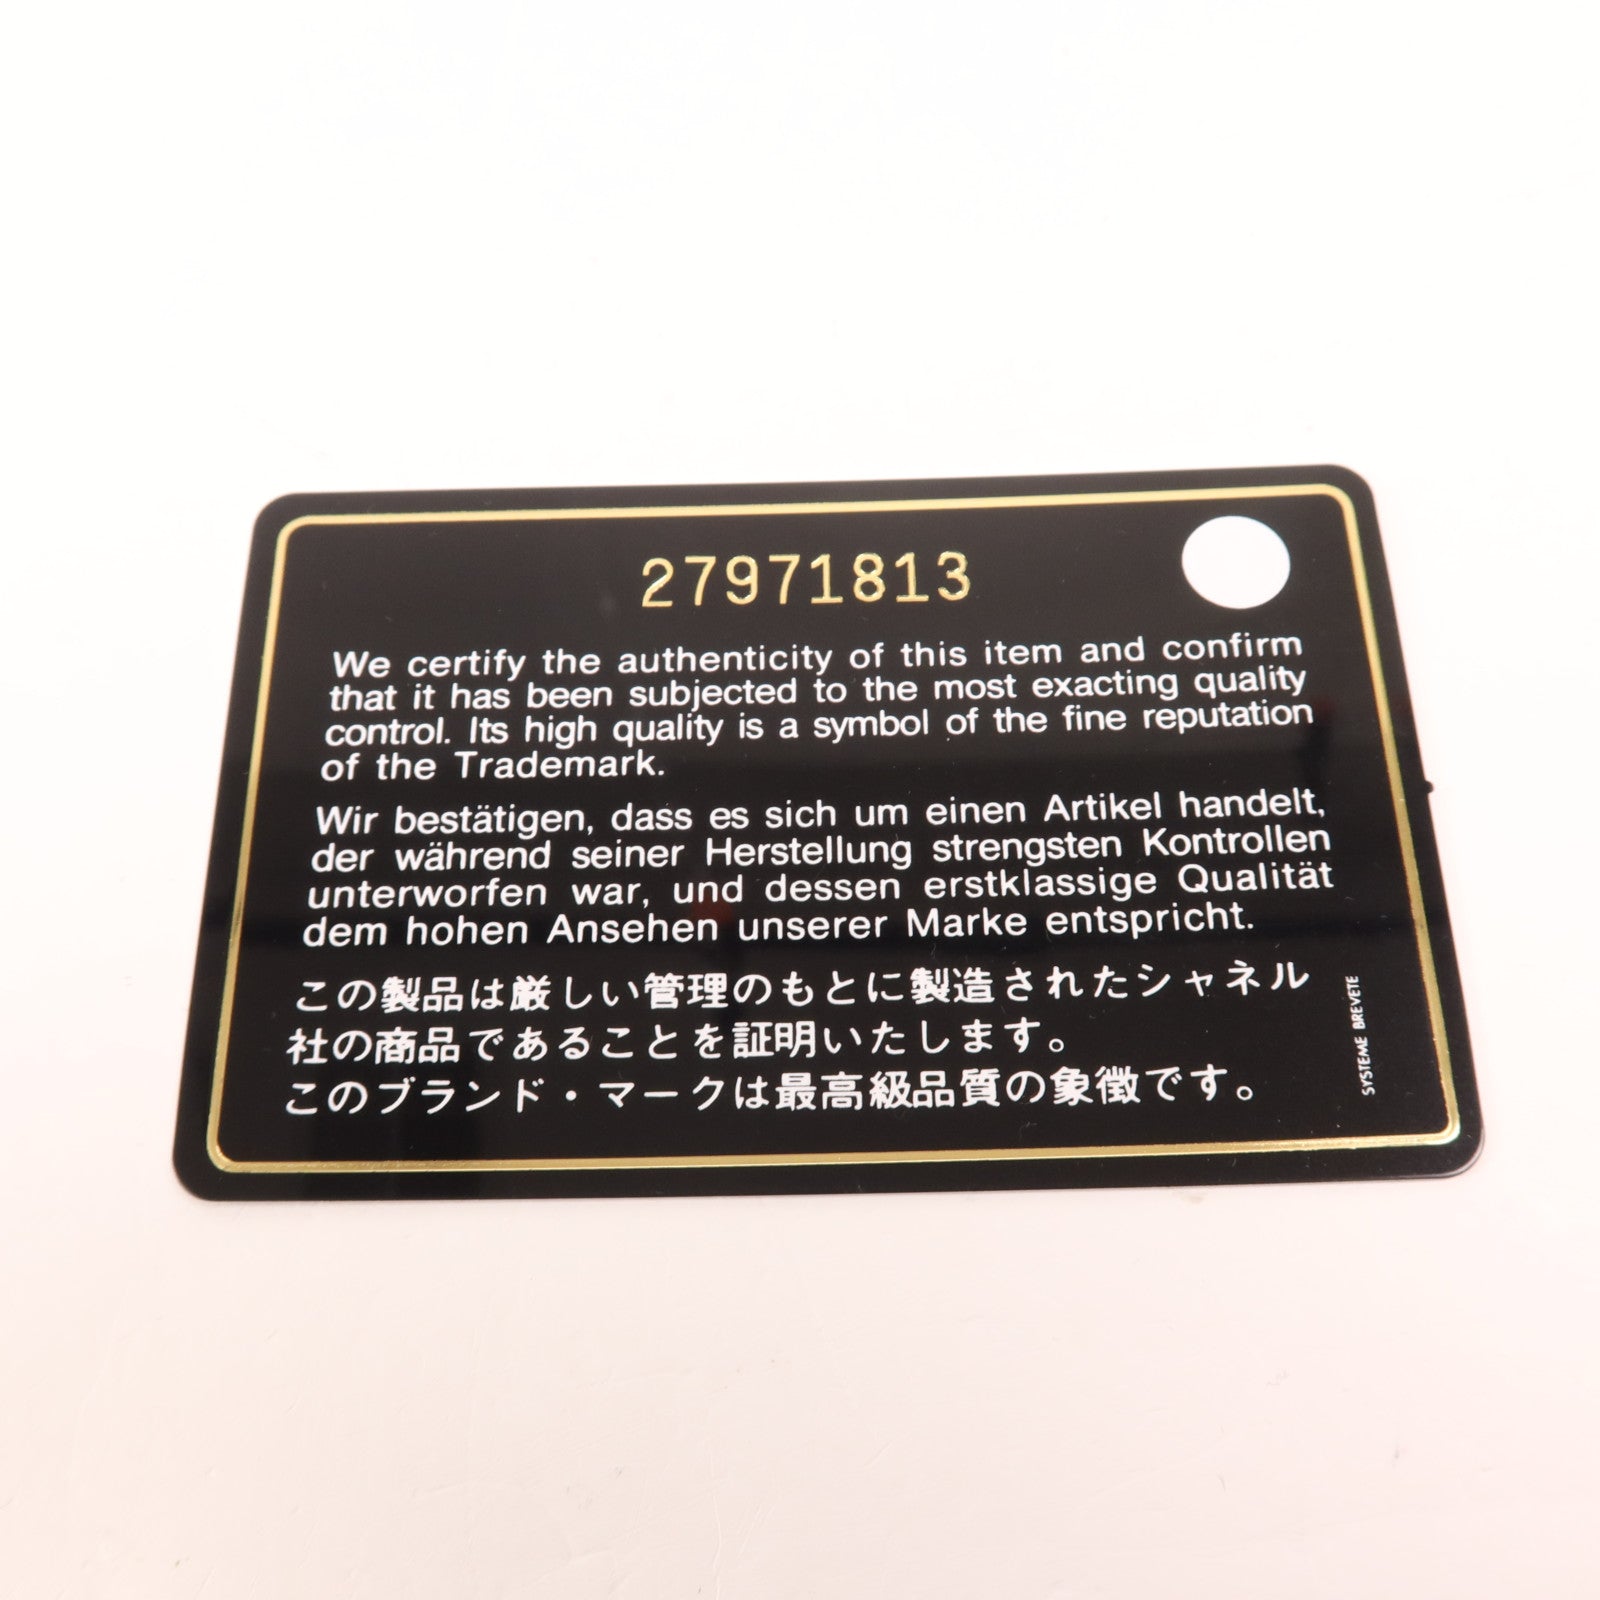 27971813
We certify the authenticity of this item and confirm
that it has been subjected to the most exacting quality
control. Its high quality is a symbol of the fine reputation
of the Trademark.
Wir bestätigen, dass es sich um einen Artikel handelt,
der während seiner Herstellung strengsten Kontrollen
unterworfen war, und dessen erstklassige Qualität
dem hohen Ansehen unserer Marke entspricht.
この製品は厳しい管理のもとに製造されたシャネル
社の商品であることを証明いたします。
このブランド・マークは最高級品質の象徴です。
SYSTEME BREVETE